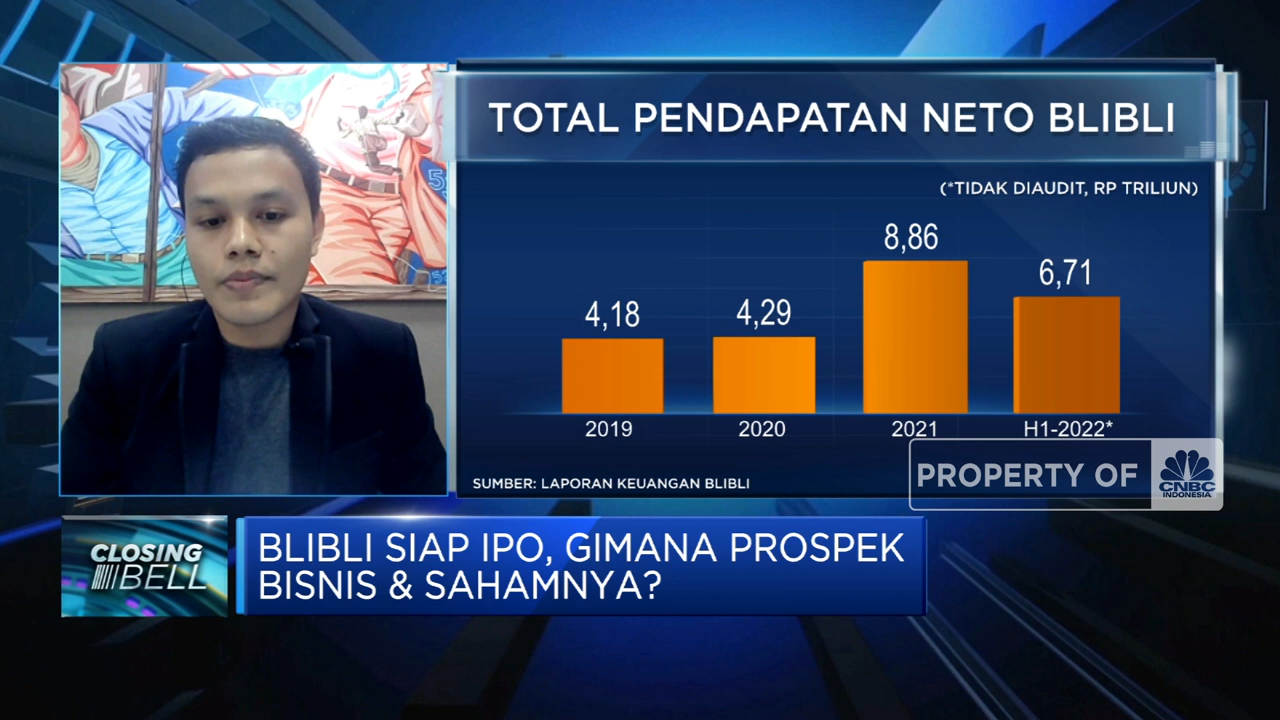 TOTAL PENDAPATAN NETO BLIBLI
(*TIDAK DIAUDIT, RP TRILIUN)
4,18
4,29
8,86
6,71
2019
2020
2021
H1-2022*
SUMBER: LAPORAN KEUANGAN BLIBLI
PROPERTY OF
CNBC
INDONESIA
CLOSING
BELL
BLIBLI SIAP IPO, GIMANA PROSPEK
BISNIS & SAHAMNYA?